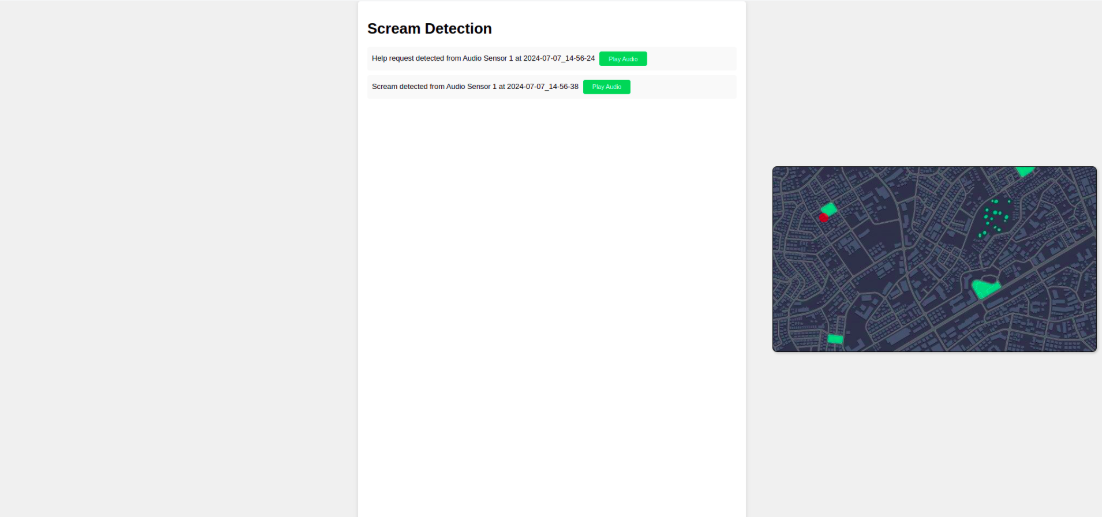 Scream Detection
Help request detected from Audio Sensor 1 at 2024-07-07_14-56-24 Play Audio
Scream detected from Audio Sensor 1 at 2024-07-07_14-56-38 Play Audio